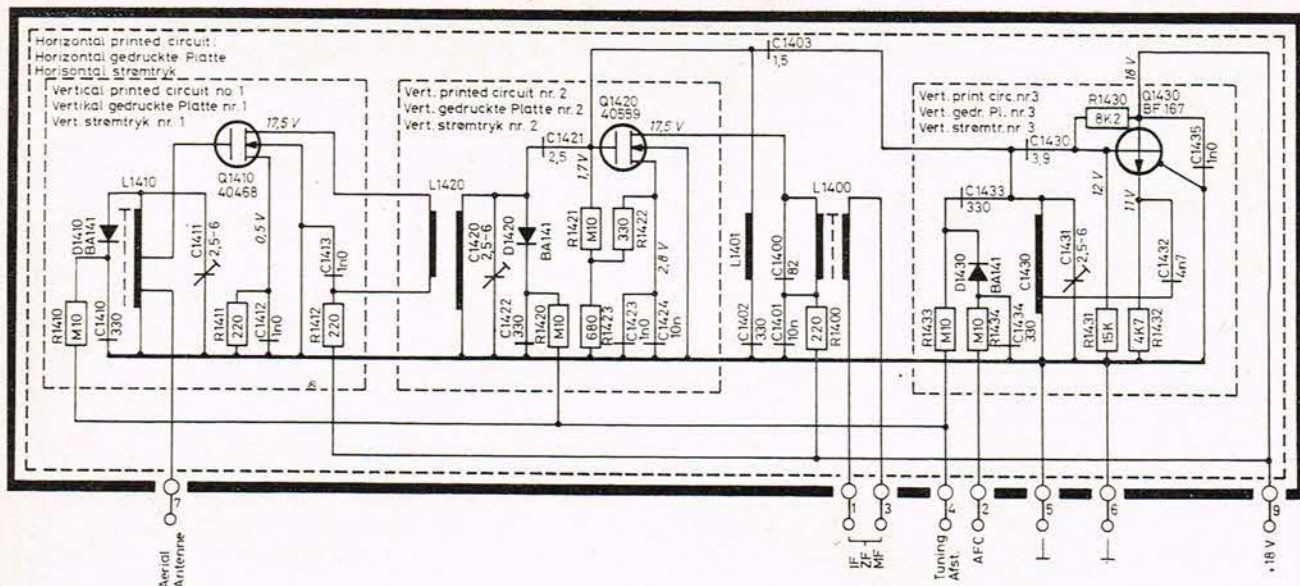 Horizontal printed circuit:
Horizontal gedruckte Platte
Horisontal strømtryk
Vertical printed circuit no. 1
Vertikal gedruckte Platte nr. 1
Vert. strømtryk nr. 1
17,5 V
Q1410
40468
L1410
D1410
BA141
C1411
2,5-6
0,5 V
C1413
1n0
R1410
M10
C1410
330
R1411
220
C1412
1n0
R1412
220
Vert. printed circuit nr. 2
Vert. gedruckte Platte nr. 2
Vert. strømtryk nr. 2
Q1420
40559
17,5 V
C1421
2,5
1,7V
L1420
C1420
2,5-6
D1420
BA141
R1421
M10
330
R1422
2,8 V
C1422
330
R1420
M10
680
R1423
C1423
1n0
C1424
10n
C1403
1,5
L1400
L1401
C1400
82
C1402
330
C1401
10n
220
R1400
Vert. print circ. nr. 3
Vert. gedr. Pl. nr. 3
Vert. strømtr. nr. 3
18 V
R1430
8K2
Q1430
BF 167
C1430
3,9
C1435
1n0
12 V
11V
C1433
330
D1430
BA141
C1430
C1431
2,5-6
C1432
4n7
R1433
M10
M10
R1434
C1434
330
R1431
15K
4K7
R1432
7
1
3
4
2
5
6
9
Aerial
Antenne
IF
ZF
MF
Tuning
Afst.
AFC
+18 V